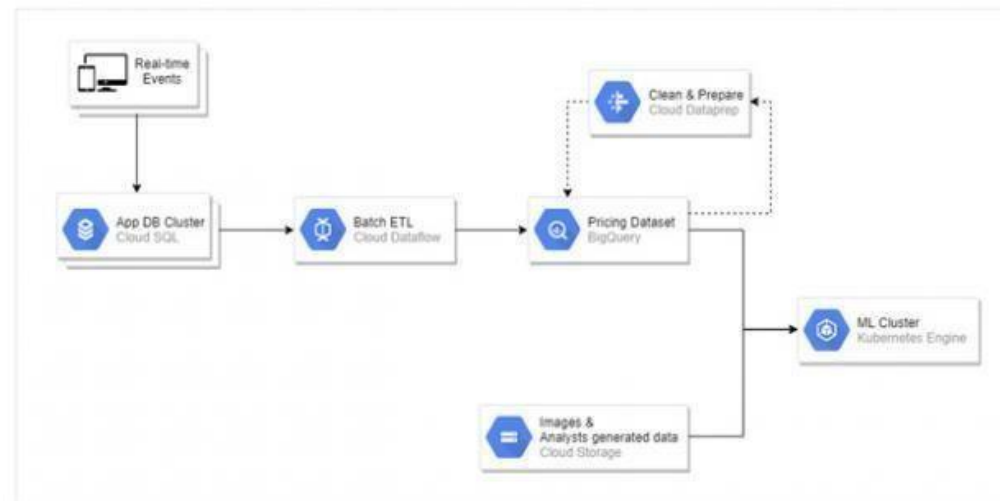 Real-time
Events
Clean & Prepare
Cloud Dataprep
App DB Cluster
Cloud SQL
Batch ETL
Cloud Dataflow
Pricing Dataset
BigQuery
ML Cluster
Kubernetes Engine
Images &
Analysts generated data
Cloud Storage